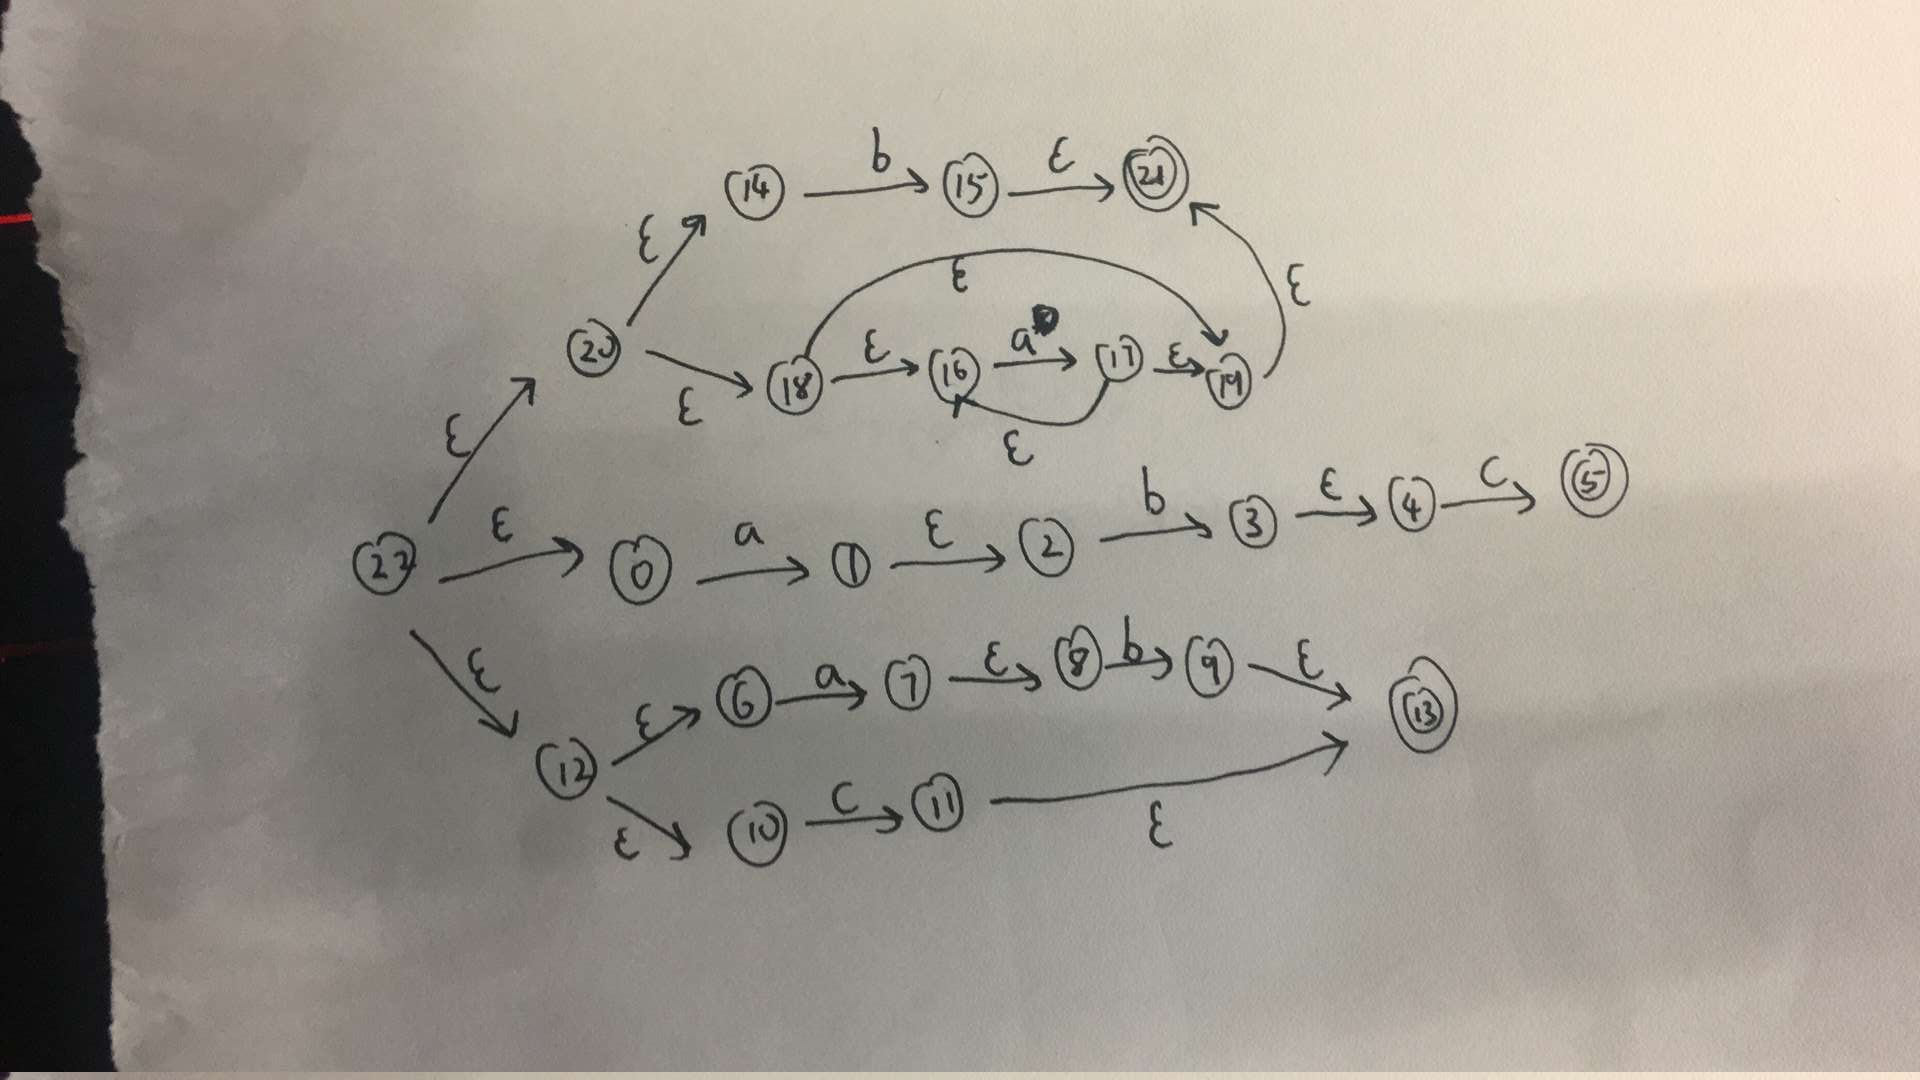 14 b 15 ε 21
ε
ε ε
20 18 ε 16 a 17 ε 19
ε
ε
ε
22 ε 0 a 1 ε 2 b 3 ε 4 c 5
ε
12 ε 6 a 7 ε 8 b 9 ε 13
ε 10 c 11 ε